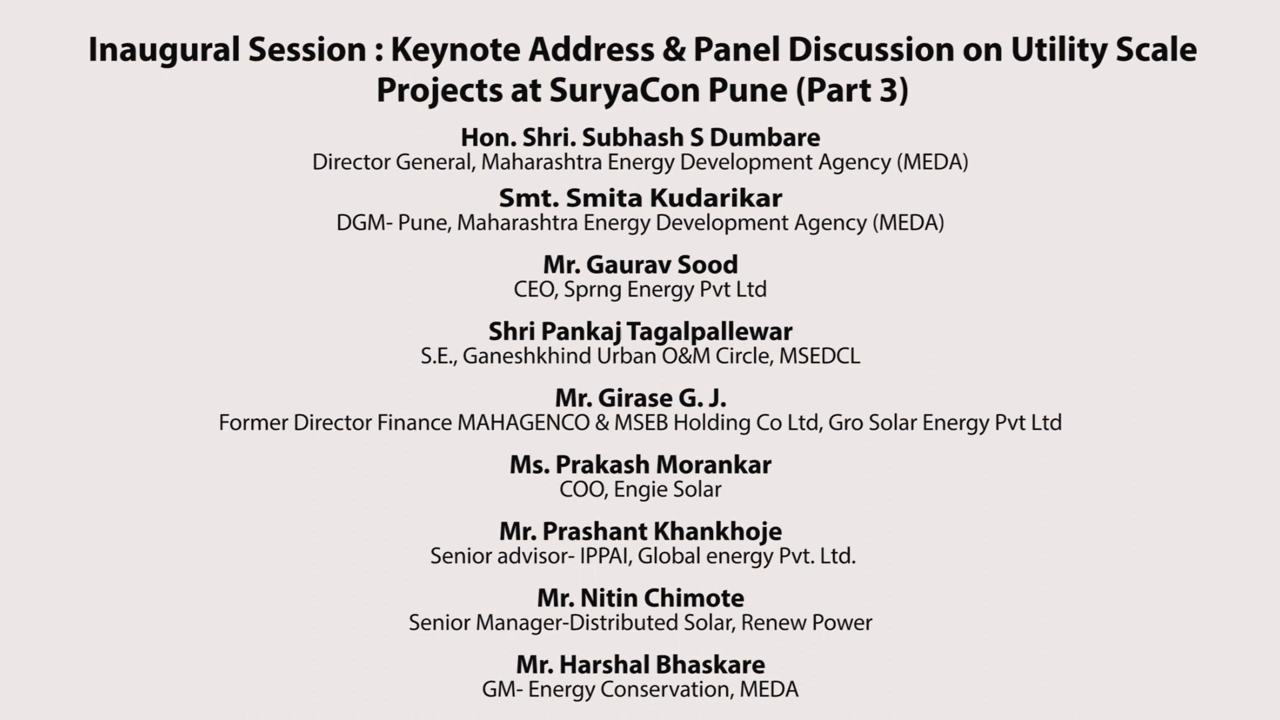 Inaugural Session : Keynote Address & Panel Discussion on Utility Scale
Projects at SuryaCon Pune (Part 3)
Hon. Shri. Subhash S Dumbare
Director General, Maharashtra Energy Development Agency (MEDA)
Smt. Smita Kudarikar
DGM- Pune, Maharashtra Energy Development Agency (MEDA)
Mr. Gaurav Sood
CEO, Sprng Energy Pvt Ltd
Shri Pankaj Tagalpallewar
S.E., Ganeshkhind Urban O&M Circle, MSEDCL
Mr. Girase G. J.
Former Director Finance MAHAGENCO & MSEB Holding Co Ltd, Gro Solar Energy Pvt Ltd
Ms. Prakash Morankar
COO, Engie Solar
Mr. Prashant Khankhoje
Senior advisor- IPPAI, Global energy Pvt. Ltd.
Mr. Nitin Chimote
Senior Manager-Distributed Solar, Renew Power
Mr. Harshal Bhaskare
GM- Energy Conservation, MEDA